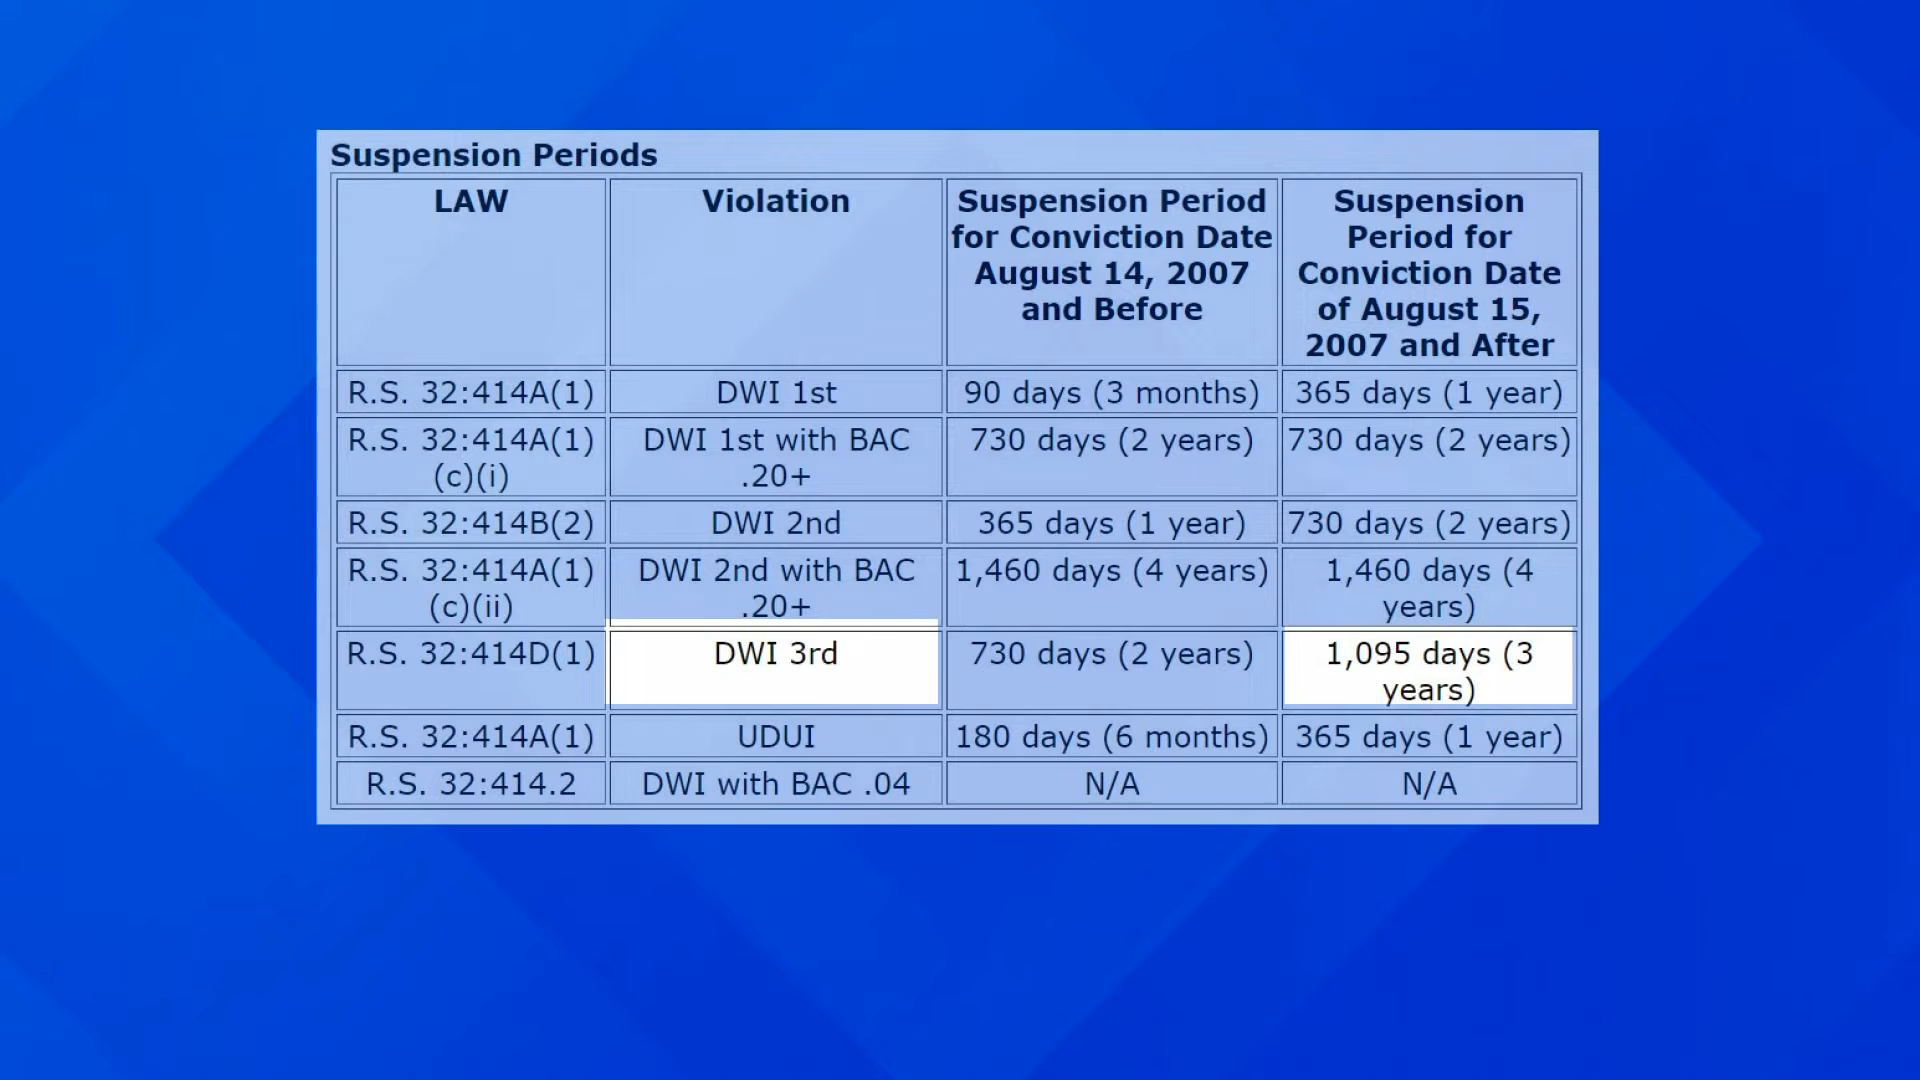 Suspension Periods
LAW
Violation
Suspension Period
for Conviction Date
August 14, 2007
and Before
Suspension
Period for
Conviction Date
of August 15,
2007 and After
R.S. 32:414A(1)
DWI 1st
90 days (3 months)
365 days (1 year)
R.S. 32:414A(1)
(c)(i)
DWI 1st with BAC
.20+
730 days (2 years)
730 days (2 years)
R.S. 32:414B(2)
DWI 2nd
365 days (1 year)
730 days (2 years)
R.S. 32:414A(1)
(c)(ii)
DWI 2nd with BAC
.20+
1,460 days (4 years)
1,460 days (4
years)
R.S. 32:414D(1)
DWI 3rd
730 days (2 years)
1,095 days (3
years)
R.S. 32:414A(1)
UDUI
180 days (6 months)
365 days (1 year)
R.S. 32:414.2
DWI with BAC .04
N/A
N/A